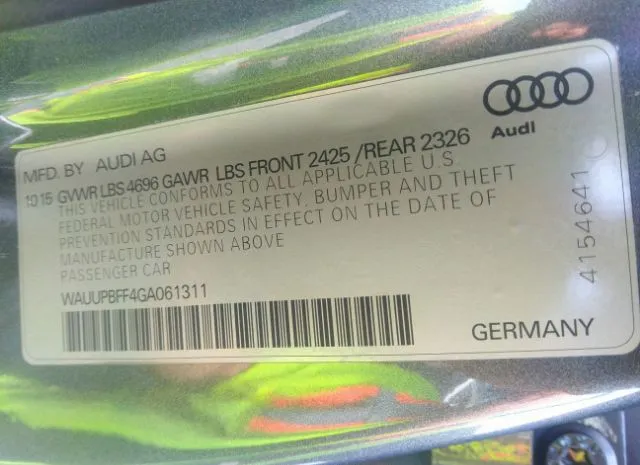 Audi
MFD. BY AUDI AG
10 15 GVWR LBS 4696 GAWR LBS FRONT 2425 /REAR 2326
THIS VEHICLE CONFORMS TO ALL APPLICABLE U.S.
FEDERAL MOTOR VEHICLE SAFETY, BUMPER AND THEFT
PREVENTION STANDARDS IN EFFECT ON THE DATE OF
MANUFACTURE SHOWN ABOVE
PASSENGER CAR
WAUUPBFF4GA061311
4154641
GERMANY